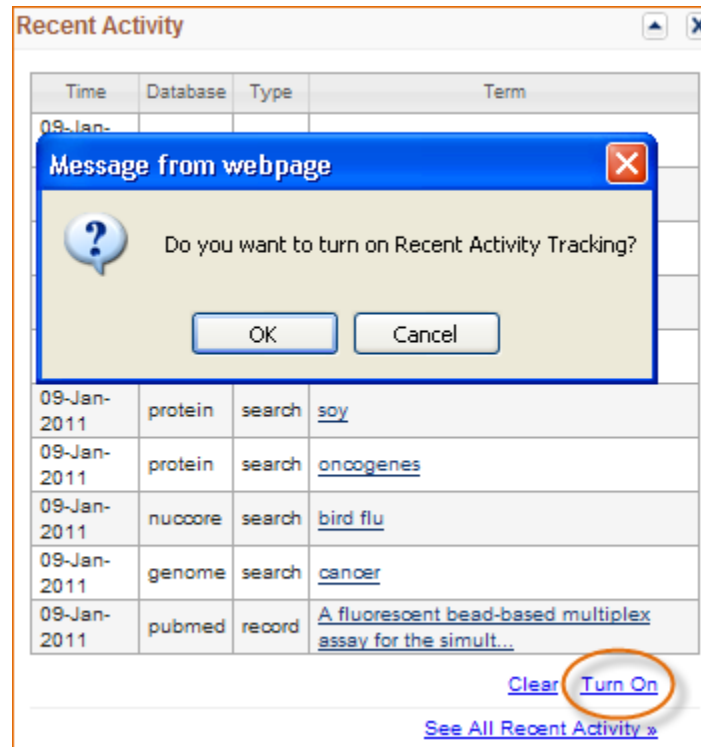 Recent Activity
Time Database Type Term
09-Jan-
Message from webpage
Do you want to turn on Recent Activity Tracking?
OK Cancel
09-Jan-
2011 protein search soy
09-Jan-
2011 protein search oncogenes
09-Jan-
2011 nuccore search bird flu
09-Jan-
2011 genome search cancer
09-Jan-
2011 pubmed record A fluorescent bead-based multiplex
assay for the simult...
Clear Turn On
See All Recent Activity »